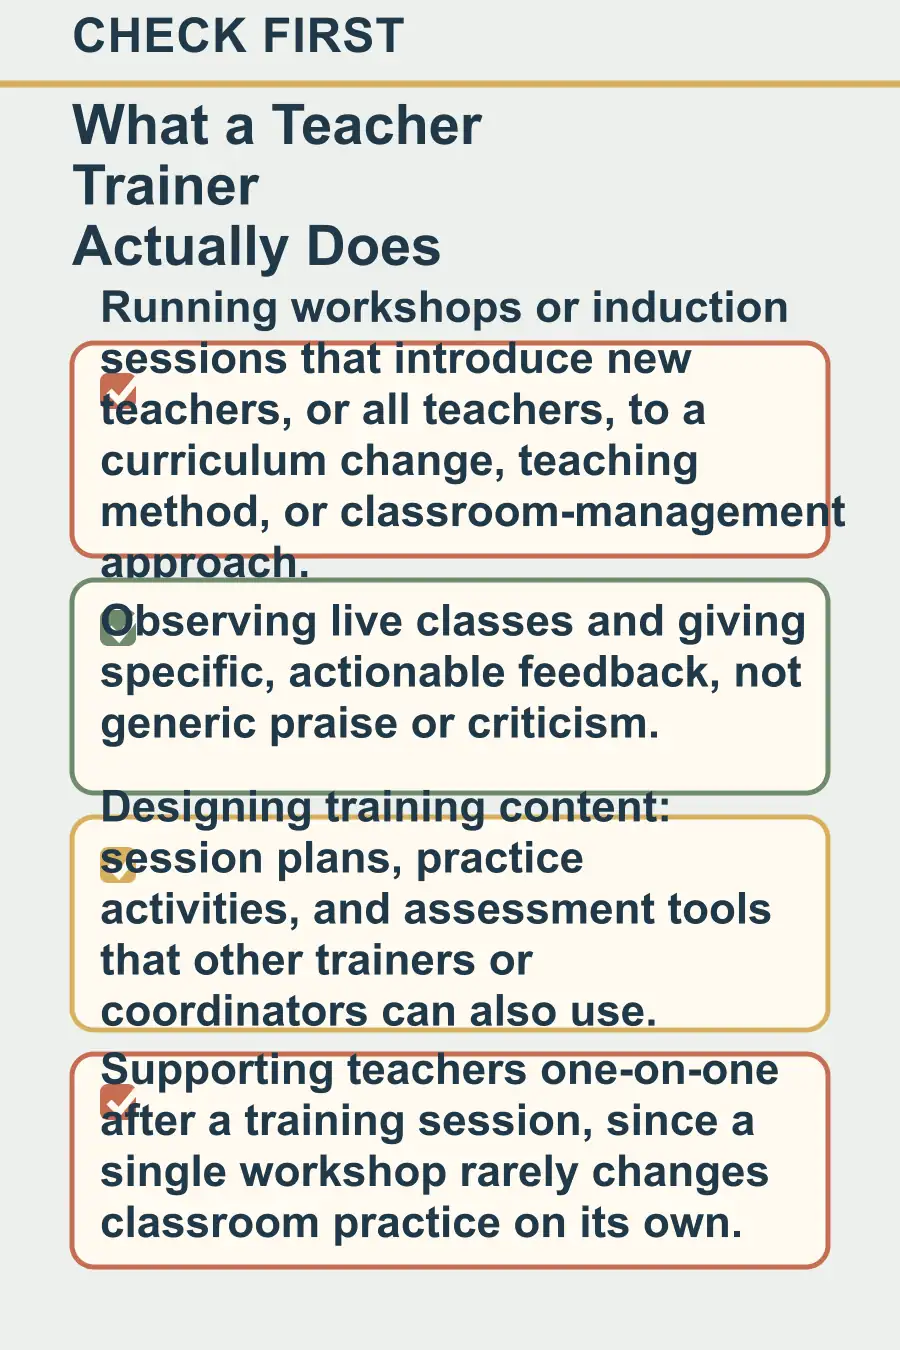 CHECK FIRST
What a Teacher
Trainer
Actually Does
Running workshops or induction
sessions that introduce new
teachers, or all teachers, to a
curriculum change, teaching
method, or classroom-management
approach.
Observing live classes and giving
specific, actionable feedback, not
generic praise or criticism.
Designing training content:
session plans, practice
activities, and assessment tools
that other trainers or
coordinators can also use.
Supporting teachers one-on-one
after a training session, since a
single workshop rarely changes
classroom practice on its own.